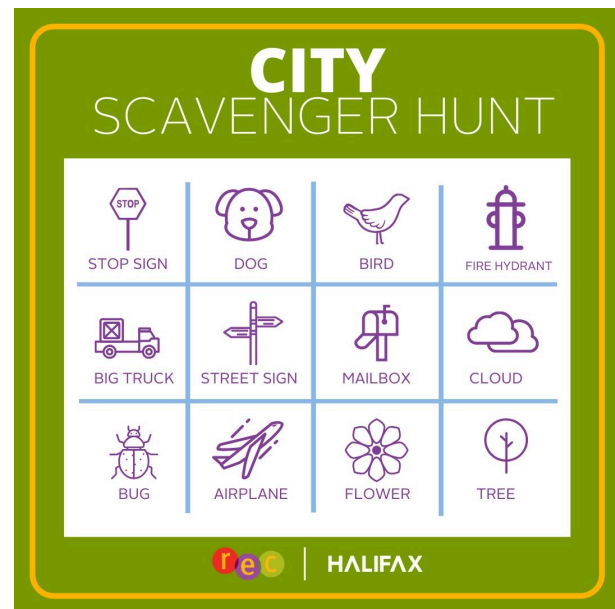 CITY
SCAVENGER HUNT
STOP
STOP SIGN
DOG
BIRD
FIRE HYDRANT
BIG TRUCK
STREET SIGN
MAILBOX
CLOUD
BUG
AIRPLANE
FLOWER
TREE
rec
HALIFAX